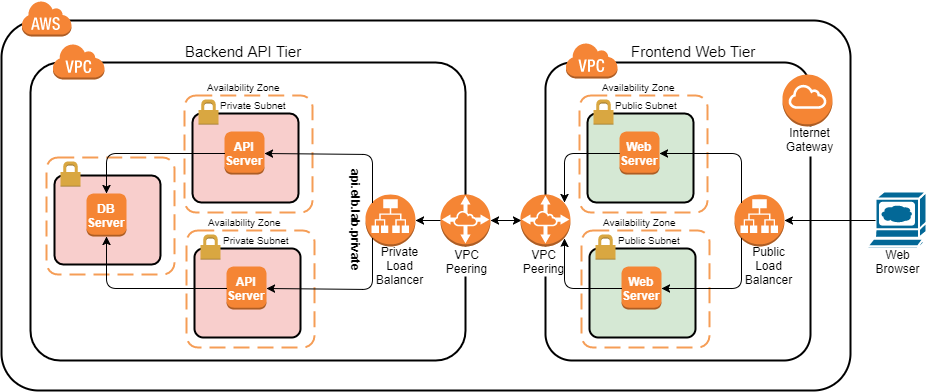 AWS
Backend API Tier
Frontend Web Tier
VPC
VPC
Availability Zone
Private Subnet
API
Server
Availability Zone
Public Subnet
Web
Server
Internet
Gateway
DB
Server
api.elb.lab.private
Availability Zone
Private Subnet
API
Server
Private
Load
Balancer
VPC
Peering
VPC
Peering
Availability Zone
Public Subnet
Web
Server
Public
Load
Balancer
Web
Browser